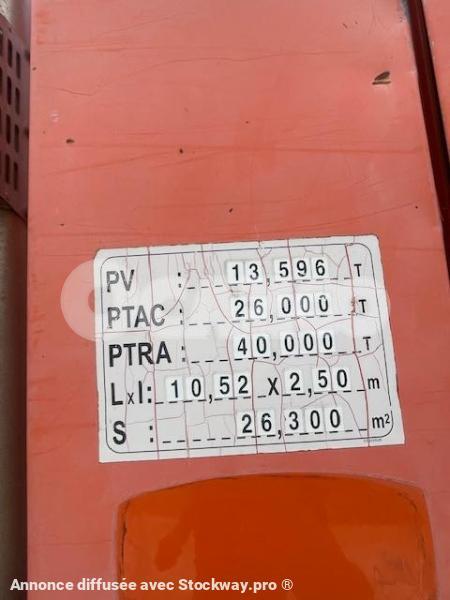 PV : 13,596 T
PTAC : 26,000 T
PTRA : 40,000 T
LxI: 10,52 x 2,50 m
S : 26,300 m²
Annonce diffusée avec Stockway.pro ®